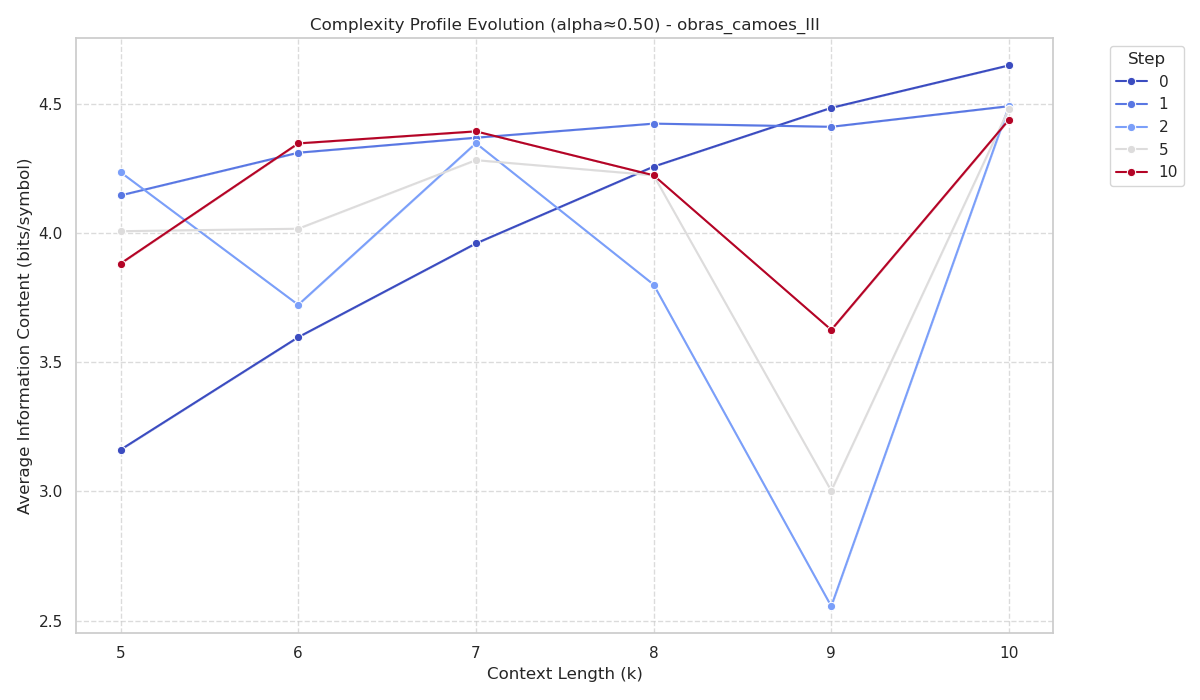 Complexity Profile Evolution (alpha≈0.50) - obras_camoes_III
Step
0
1
2
5
10
Average Information Content (bits/symbol)
4.5
4.0
3.5
3.0
2.5
5 6 7 8 9 10
Context Length (k)